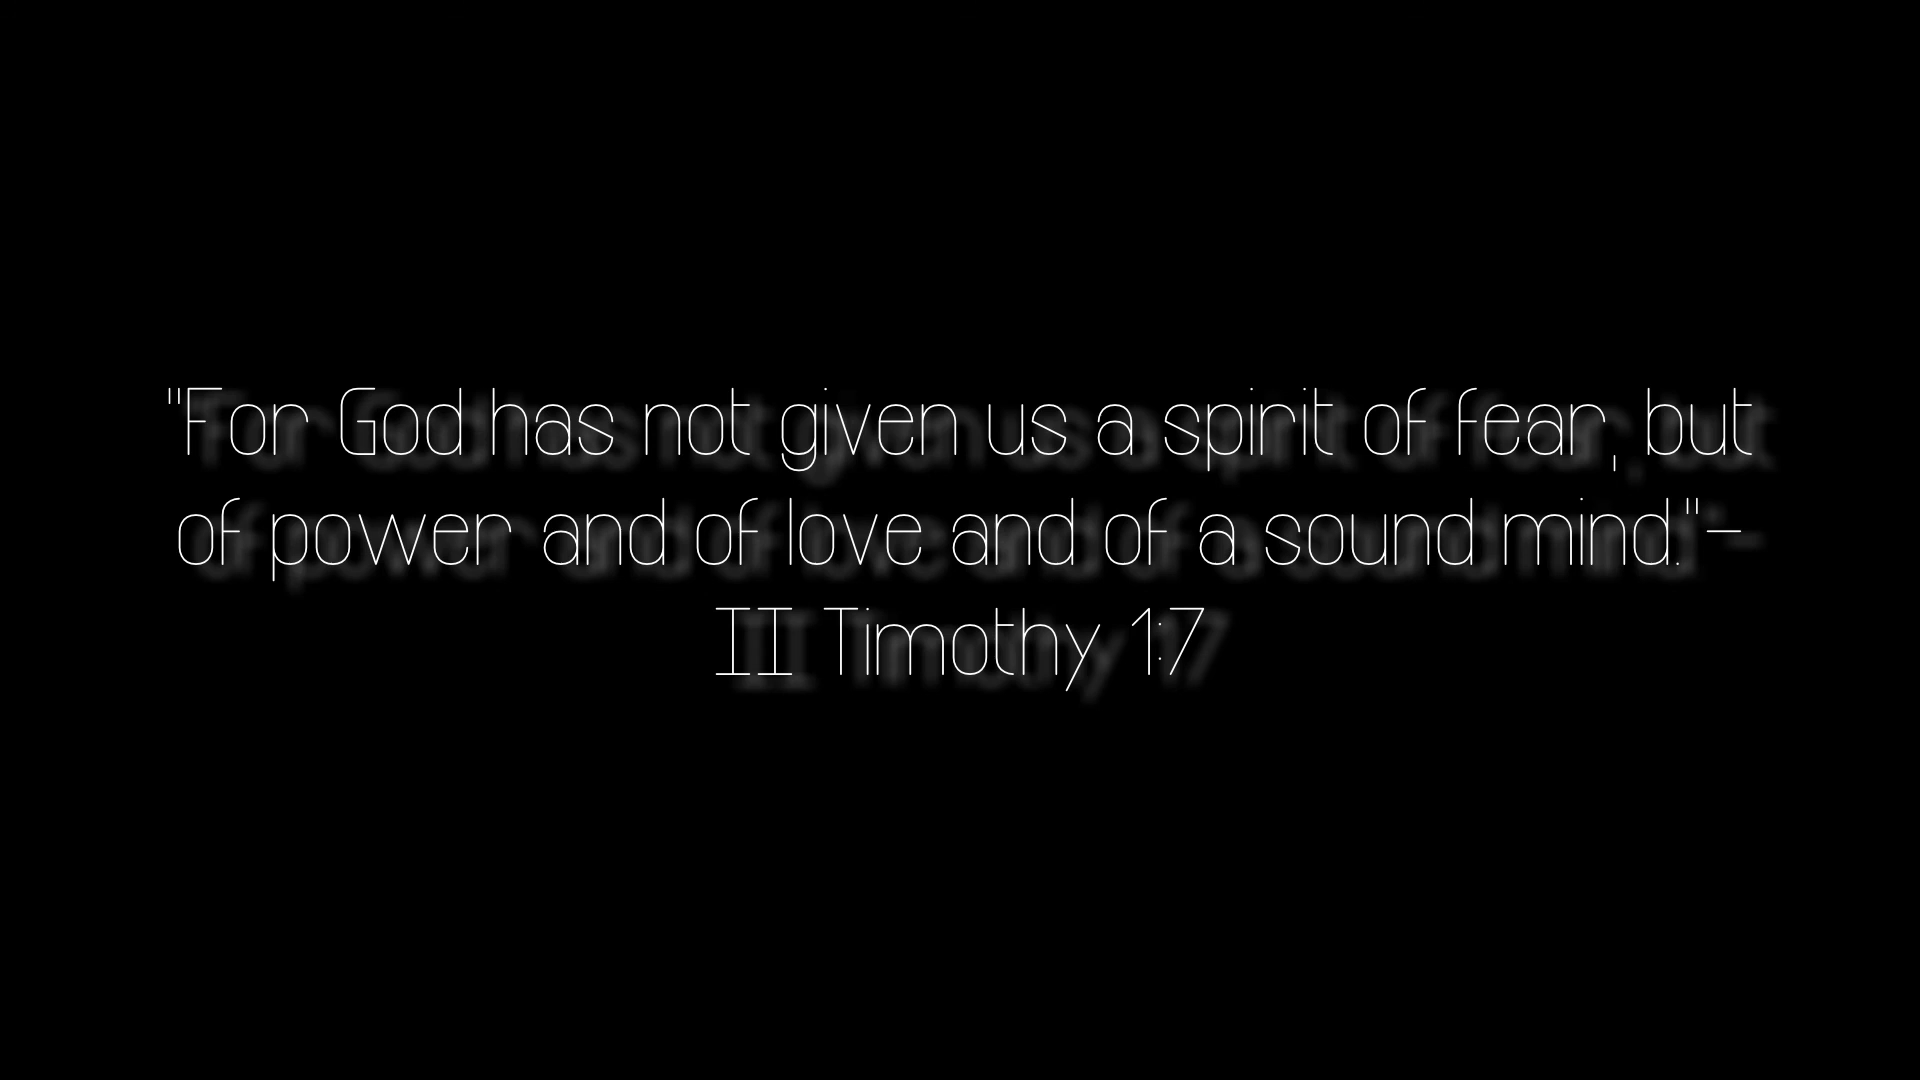 "For God has not given us a spirit of fear, but
of power and of love and of a sound mind."–
II Timothy 1:7